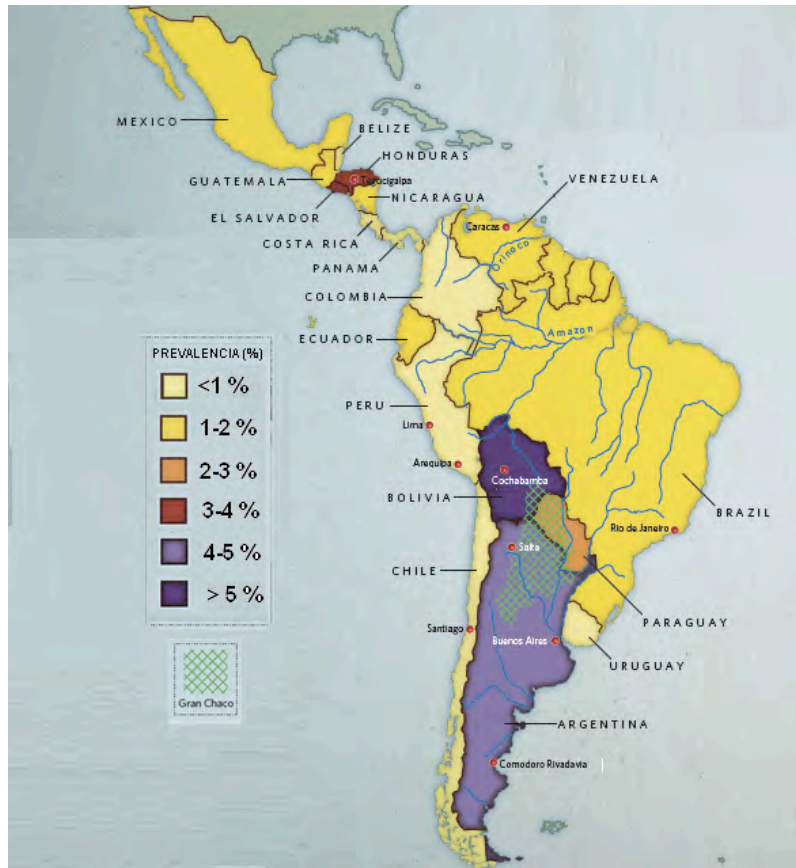 MEXICO
BELIZE
HONDURAS
Tegucigalpa
GUATEMALA
NICARAGUA
EL SALVADOR
COSTA RICA
PANAMA
VENEZUELA
Caracas
Orinoco
COLOMBIA
Amazon
ECUADOR
PREVALENCIA (%)
<1 %
1-2 %
2-3 %
3-4 %
4-5 %
> 5 %
PERU
Lima
Arequipa
Cochabamba
BOLIVIA
BRAZIL
Rio de Janeiro
Salta
CHILE
PARAGUAY
Santiago
Buenos Aires
URUGUAY
Gran Chaco
ARGENTINA
Comodoro Rivadavia